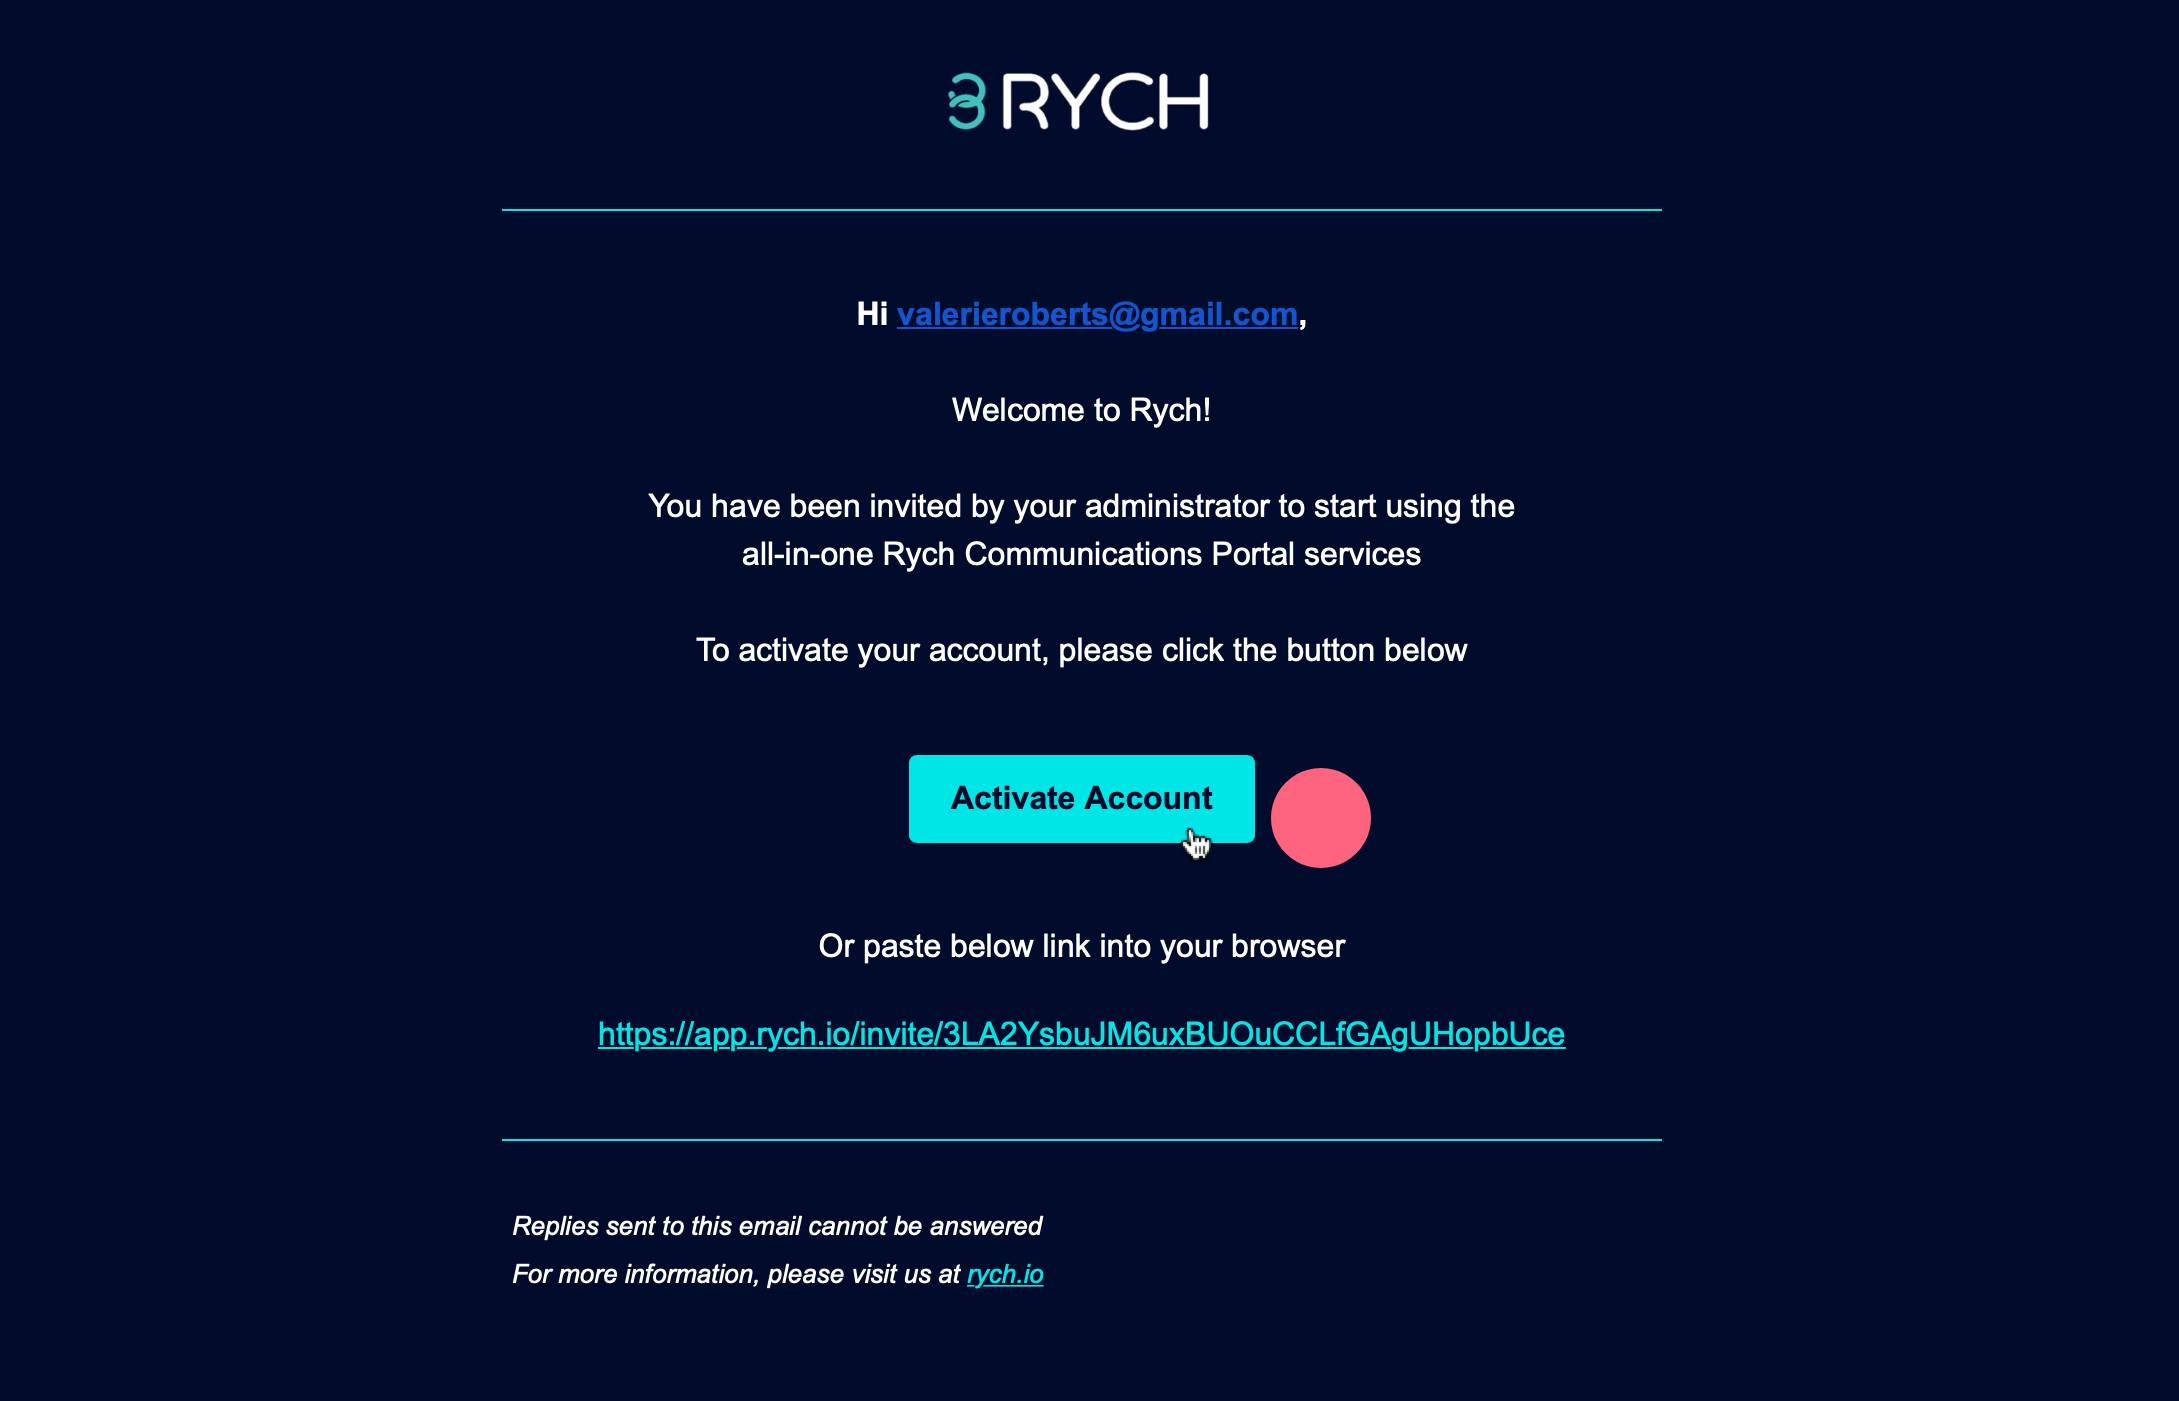 RYCH
Hi valerieroberts@gmail.com,
Welcome to Rych!
You have been invited by your administrator to start using the
all-in-one Rych Communications Portal services
To activate your account, please click the button below
Activate Account
Or paste below link into your browser
https://app.rych.io/invite/3LA2YsbuJM6uxBUOuCCLfGAgUHopbUce
Replies sent to this email cannot be answered
For more information, please visit us at rych.io